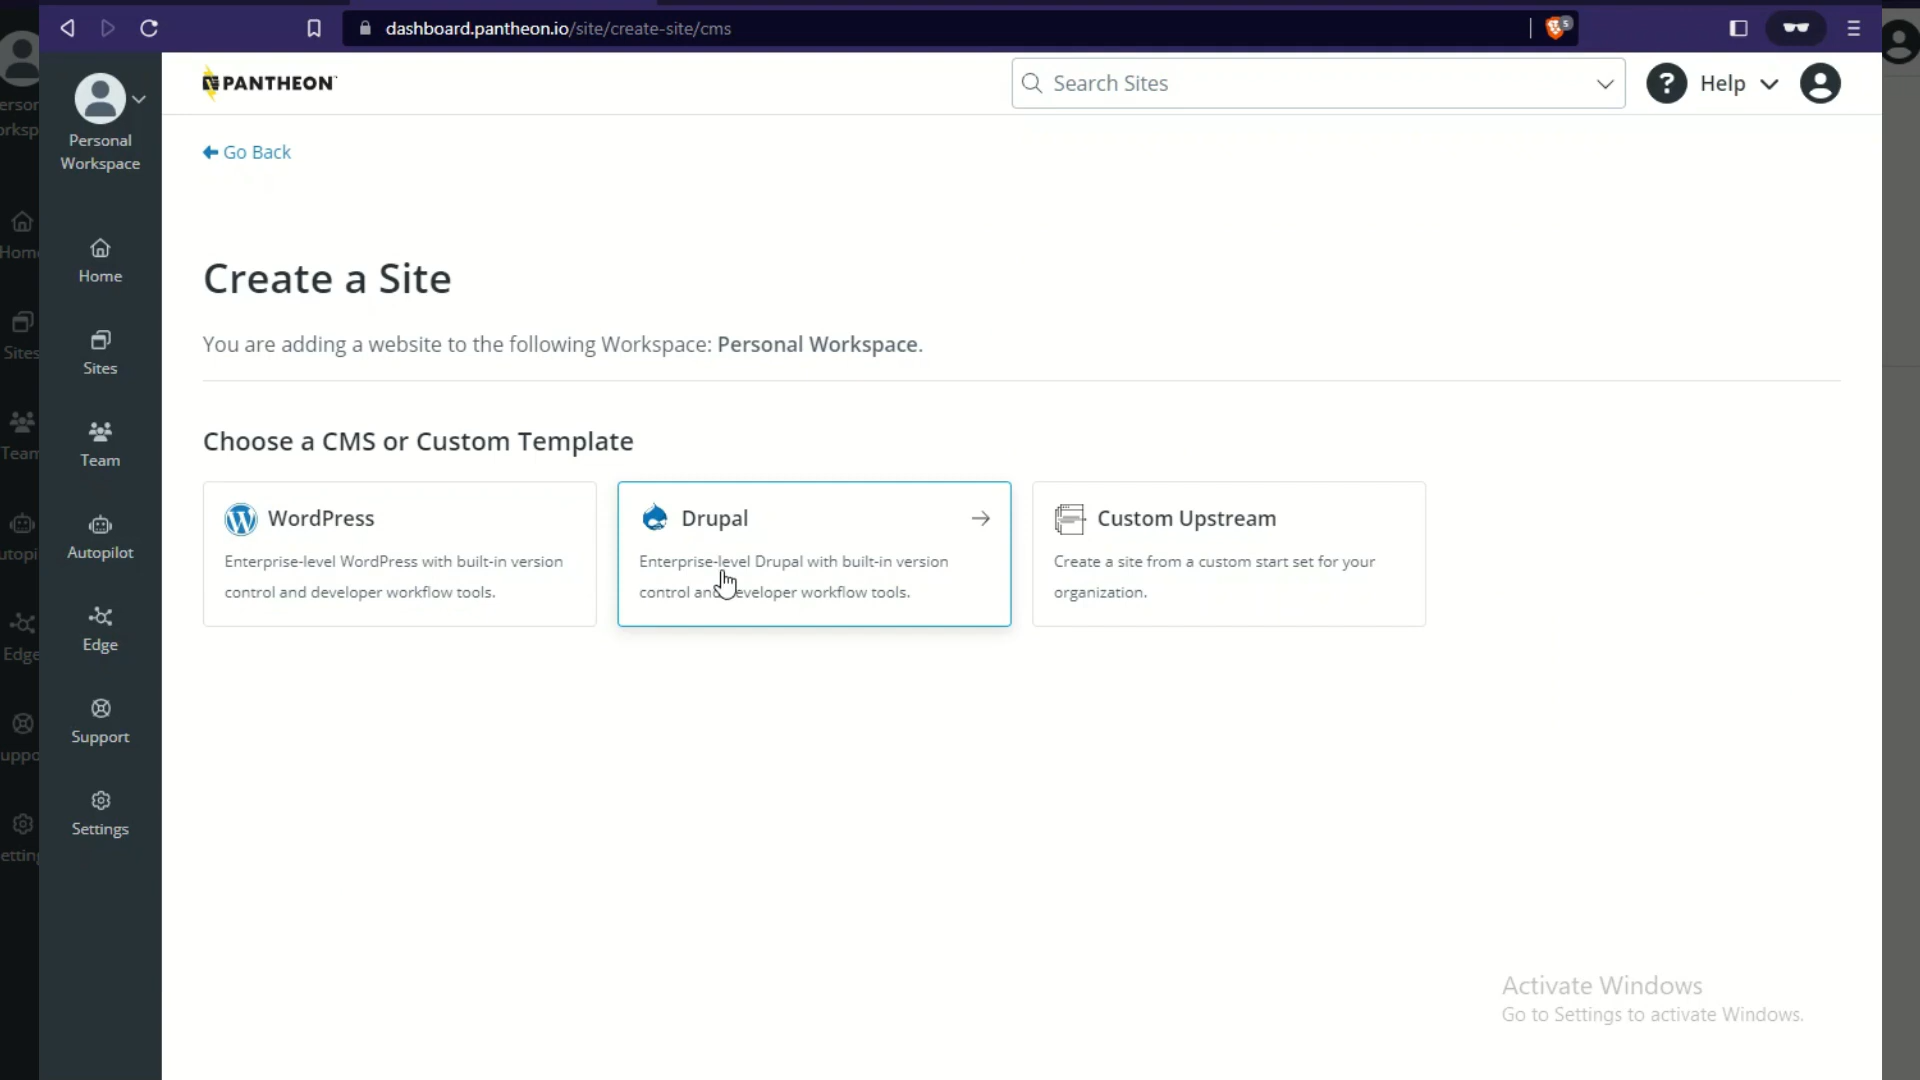 dashboard.pantheon.io/site/create-site/cms
5
PANTHEON
Search Sites
? Help
Personal
Workspace
Go Back
Home
Sites
Team
Autopilot
Edge
Support
Settings
Create a Site
You are adding a website to the following Workspace: Personal Workspace.
Choose a CMS or Custom Template
WordPress
Enterprise-level WordPress with built-in version
control and developer workflow tools.
Drupal
Enterprise-level Drupal with built-in version
control and developer workflow tools.
Custom Upstream
Create a site from a custom start set for your
organization.
Activate Windows
Go to Settings to activate Windows.